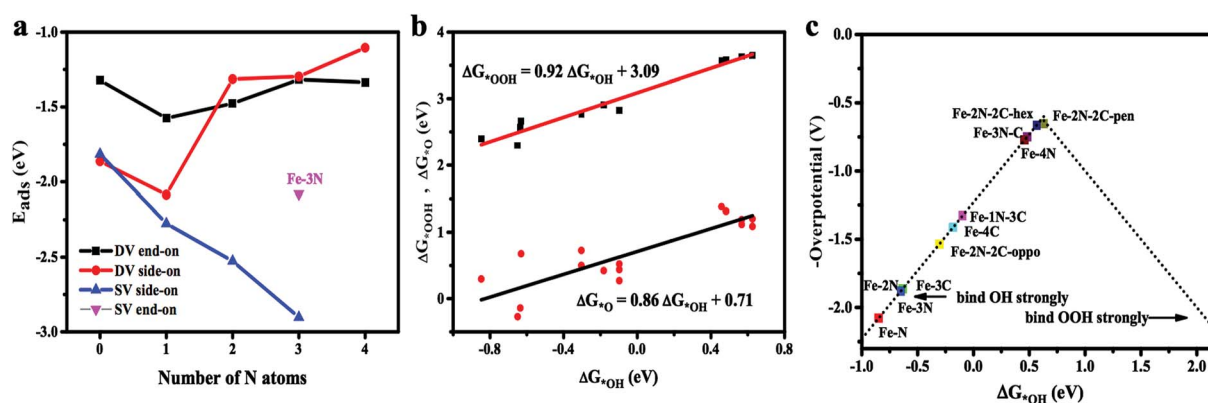 a
-1.0
-1.5
-2.0
-2.5
-3.0
E_ads (eV)
Fe-3N
DV end-on
DV side-on
SV side-on
SV end-on
0 1 2 3 4
Number of N atoms
b
4
2
0
ΔG*OOH , ΔG*O (eV)
ΔG*OOH = 0.92 ΔG*OH + 3.09
ΔG*O = 0.86 ΔG*OH + 0.71
-0.8 -0.4 0.0 0.4 0.8
ΔG*OH (eV)
c
0.0
-0.5
-1.0
-1.5
-2.0
-Overpotential (V)
Fe-2N-2C-hex
Fe-2N-2C-pen
Fe-3N-C
Fe-4N
Fe-1N-3C
Fe-4C
Fe-2N-2C-oppo
Fe-2N
Fe-3C
Fe-3N
Fe-N
bind OH strongly
bind OOH strongly
-1.0 -0.5 0.0 0.5 1.0 1.5 2.0
ΔG*OH (eV)